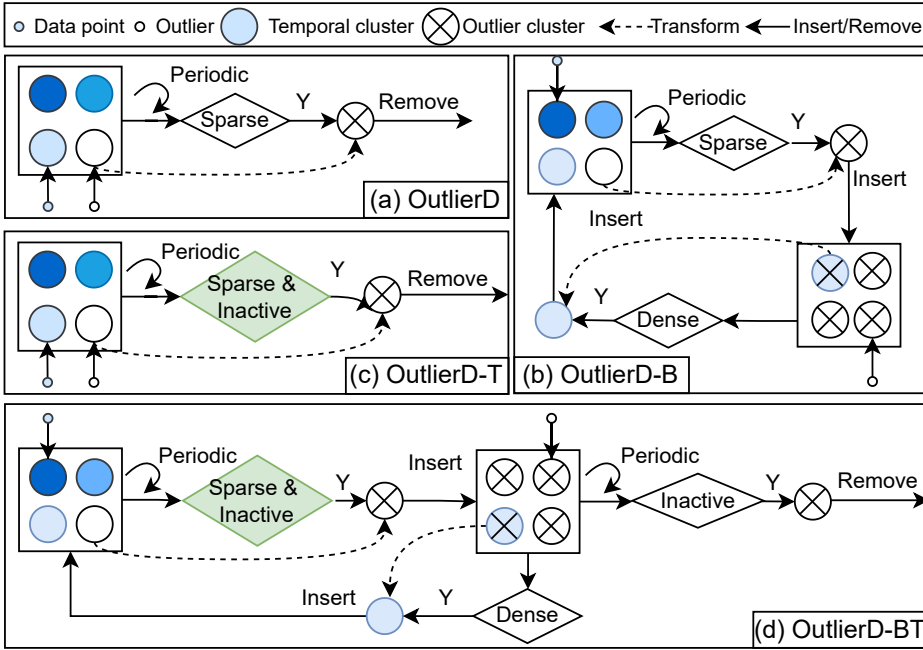 Data point Outlier Temporal cluster Outlier cluster Transform Insert/Remove
Periodic
Sparse
Y
Remove
(a) OutlierD
Periodic
Sparse
Y
Insert
Insert
Y
Dense
(b) OutlierD-B
Periodic
Sparse &
Inactive
Y
Remove
(c) OutlierD-T
Periodic
Sparse &
Inactive
Y
Insert
Periodic
Inactive
Y
Remove
Insert
Y
Dense
(d) OutlierD-BT